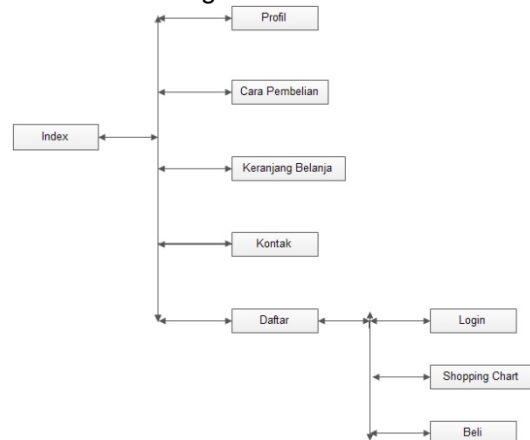 Profil
Cara Pembelian
Index
Keranjang Belanja
Kontak
Daftar
Login
Shopping Chart
Beli